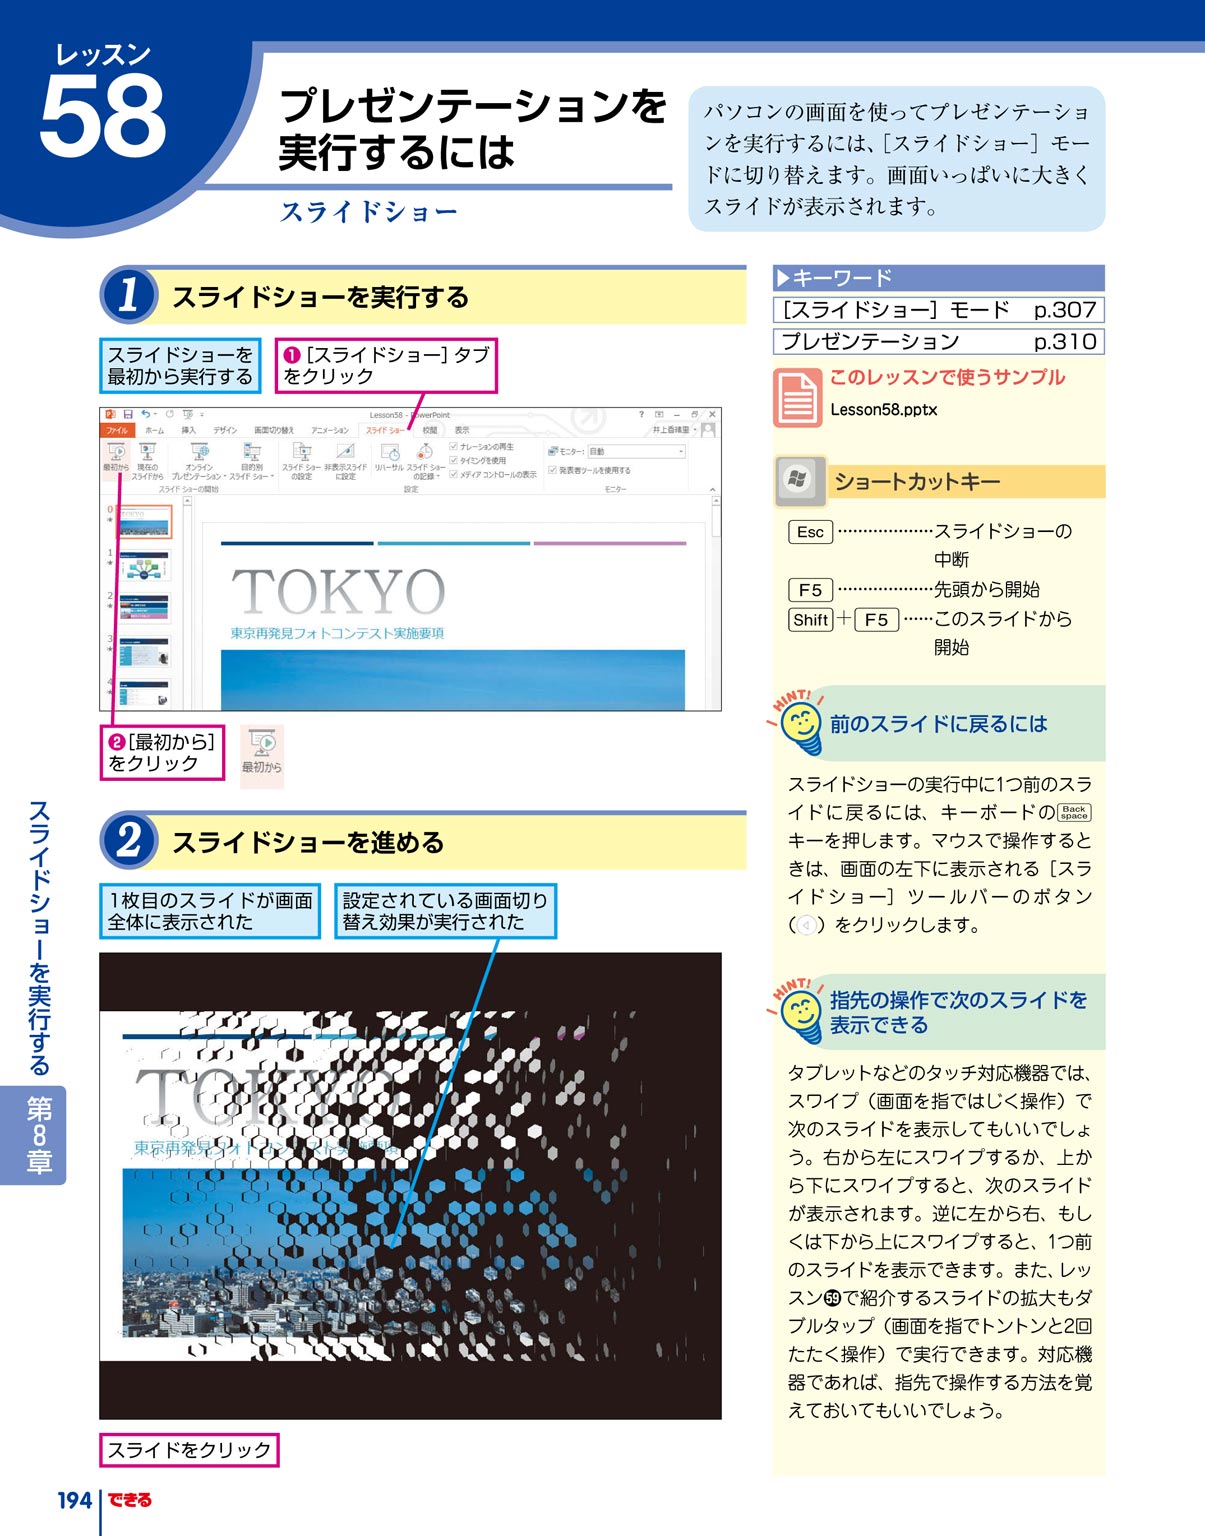 レッスン
58
プレゼンテーションを
実行するには
スライドショー
パソコンの画面を使ってプレゼンテーショ
ンを実行するには、［スライドショー］モー
ドに切り替えます。画面いっぱいに大きく
スライドが表示されます。
1 スライドショーを実行する
スライドショーを
最初から実行する
❶［スライドショー］タブ
をクリック
Lesson58 - PowerPoint
ファイル ホーム 挿入 デザイン 画面切り替え アニメーション スライド ショー 校閲 表示 井上香緒里
最初から 現在の
スライドから オンライン
プレゼンテーション 目的別
スライド ショー スライド ショー
の設定 非表示スライド
に設定 リハーサル スライド ショー
の記録
ナレーションの再生
タイミングを使用
メディア コントロールの表示
モニター: 自動
発表者ツールを使用する
スライド ショーの開始 設定 モニター
0
1
2
3
4
TOKYO
東京再発見フォトコンテスト実施要項
❷［最初から］
をクリック
最初から
2 スライドショーを進める
1枚目のスライドが画面
全体に表示された
設定されている画面切り
替え効果が実行された
TOKYO
東京再発見フォトコンテスト実施要項
スライドをクリック
▶キーワード
［スライドショー］モード p.307
プレゼンテーション p.310
このレッスンで使うサンプル
Lesson58.pptx
ショートカットキー
Esc …………………スライドショーの
中断
F5 …………………先頭から開始
Shift＋F5 ……このスライドから
開始
HINT!
前のスライドに戻るには
スライドショーの実行中に1つ前のスラ
イドに戻るには、キーボードのBack space
キーを押します。マウスで操作すると
きは、画面の左下に表示される［スラ
イドショー］ツールバーのボタン
（◁）をクリックします。
HINT!
指先の操作で次のスライドを
表示できる
タブレットなどのタッチ対応機器では、
スワイプ（画面を指ではじく操作）で
次のスライドを表示してもいいでしょ
う。右から左にスワイプするか、上か
ら下にスワイプすると、次のスライド
が表示されます。逆に左から右、もし
くは下から上にスワイプすると、1つ前
のスライドを表示できます。また、レッ
スン59で紹介するスライドの拡大もダ
ブルタップ（画面を指でトントンと2回
たたく操作）で実行できます。対応機
器であれば、指先で操作する方法を覚
えておいてもいいでしょう。
スライドショーを実行する
第8章
194 できる